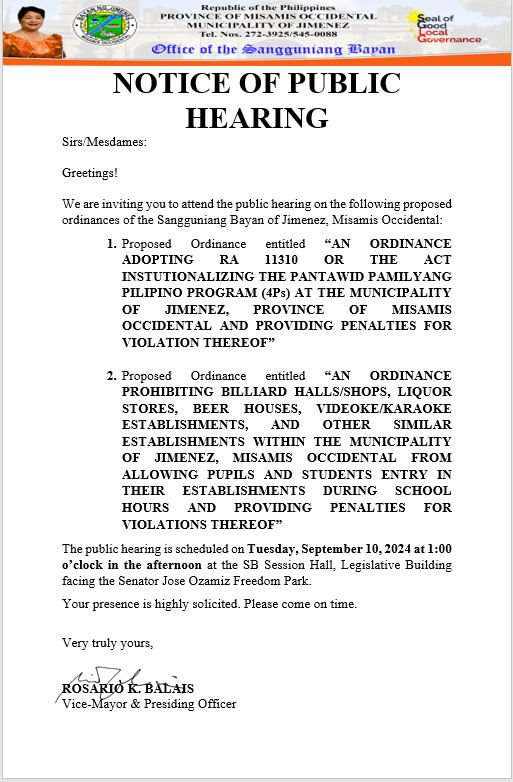 Republic of the Philippines
PROVINCE OF MISAMIS OCCIDENTAL
MUNICIPALITY OF JIMENEZ
Tel. Nos. 272-3925/545-0088
Office of the Sangguniang Bayan
BAYAN NG JIMENEZ
Seal of
Good
Local
Governance
NOTICE OF PUBLIC
HEARING
Sirs/Mesdames:
Greetings!
We are inviting you to attend the public hearing on the following proposed
ordinances of the Sangguniang Bayan of Jimenez, Misamis Occidental:
1. Proposed Ordinance entitled “AN ORDINANCE
ADOPTING RA 11310 OR THE ACT
INSTUTIONALIZING THE PANTAWID PAMILYANG
PILIPINO PROGRAM (4Ps) AT THE MUNICIPALITY
OF JIMENEZ, PROVINCE OF MISAMIS
OCCIDENTAL AND PROVIDING PENALTIES FOR
VIOLATION THEREOF”
2. Proposed Ordinance entitled “AN ORDINANCE
PROHIBITING BILLIARD HALLS/SHOPS, LIQUOR
STORES, BEER HOUSES, VIDEOKE/KARAOKE
ESTABLISHMENTS, AND OTHER SIMILAR
ESTABLISHMENTS WITHIN THE MUNICIPALITY
OF JIMENEZ, MISAMIS OCCIDENTAL FROM
ALLOWING PUPILS AND STUDENTS ENTRY IN
THEIR ESTABLISHMENTS DURING SCHOOL
HOURS AND PROVIDING PENALTIES FOR
VIOLATIONS THEREOF”
The public hearing is scheduled on Tuesday, September 10, 2024 at 1:00
o’clock in the afternoon at the SB Session Hall, Legislative Building
facing the Senator Jose Ozamiz Freedom Park.
Your presence is highly solicited. Please come on time.
Very truly yours,
ROSARIO K. BALAIS
Vice-Mayor & Presiding Officer